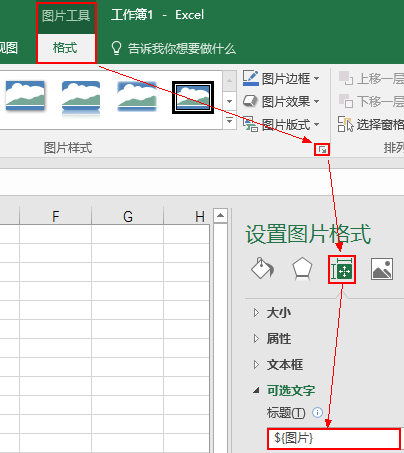 图片工具 工作簿1 - Excel
视图 格式 告诉我你想要做什么
图片边框 上移一层
图片效果 下移一层
图片版式 选择窗格
图片样式 排列
F G H
设置图片格式
大小
属性
文本框
可选文字
标题(T)
${图片}